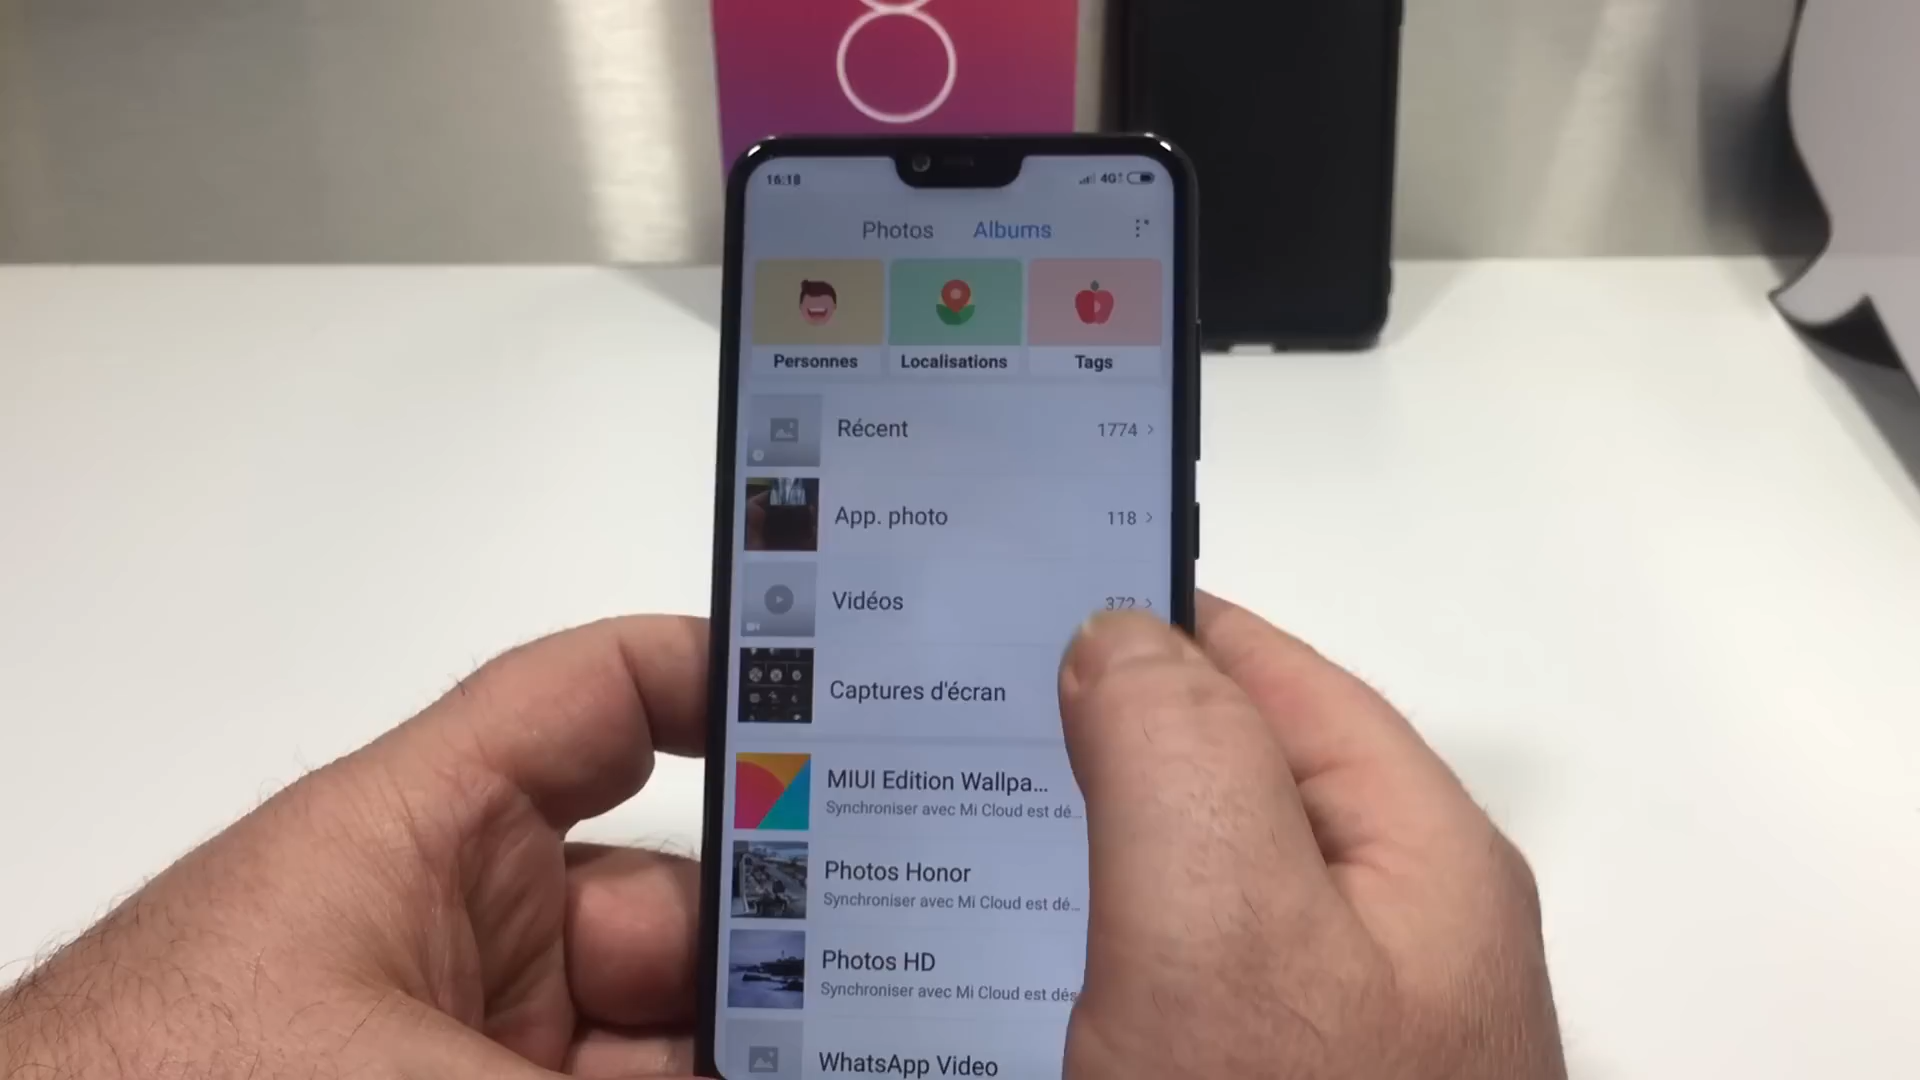 8
16:18
4G
Photos
Albums
Personnes
Localisations
Tags
Récent
1774
App. photo
118
Vidéos
372
Captures d'écran
MIUI Edition Wallpa...
Synchroniser avec Mi Cloud est dé...
Photos Honor
Synchroniser avec Mi Cloud est dé...
Photos HD
Synchroniser avec Mi Cloud est dés
WhatsApp Video